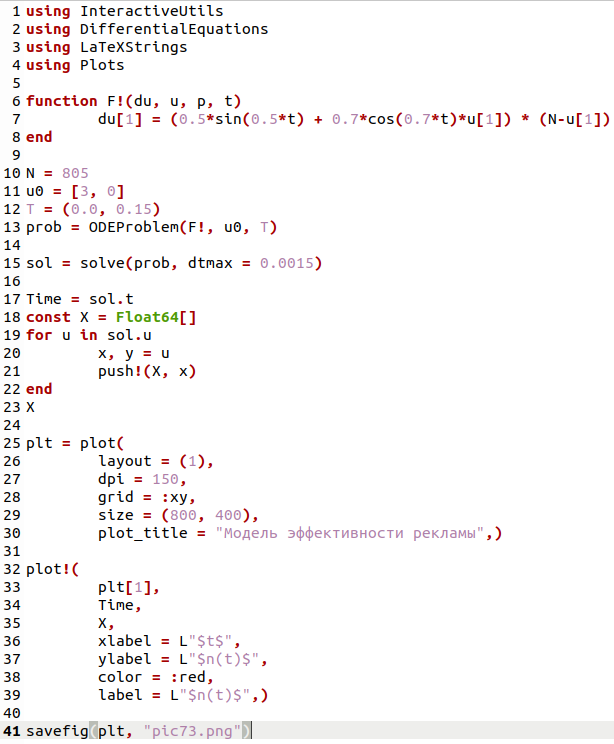 1 using InteractiveUtils
2 using DifferentialEquations
3 using LaTeXStrings
4 using Plots
5
6 function F!(du, u, p, t)
7 du[1] = (0.5*sin(0.5*t) + 0.7*cos(0.7*t)*u[1]) * (N-u[1])
8 end
9
10 N = 805
11 u0 = [3, 0]
12 T = (0.0, 0.15)
13 prob = ODEProblem(F!, u0, T)
14
15 sol = solve(prob, dtmax = 0.0015)
16
17 Time = sol.t
18 const X = Float64[]
19 for u in sol.u
20 x, y = u
21 push!(X, x)
22 end
23 X
24
25 plt = plot(
26 layout = (1),
27 dpi = 150,
28 grid = :xy,
29 size = (800, 400),
30 plot_title = "Модель эффективности рекламы",)
31
32 plot!(
33 plt[1],
34 Time,
35 X,
36 xlabel = L"$t$",
37 ylabel = L"$n(t)$",
38 color = :red,
39 label = L"$n(t)$",)
40
41 savefig(plt, "pic73.png")